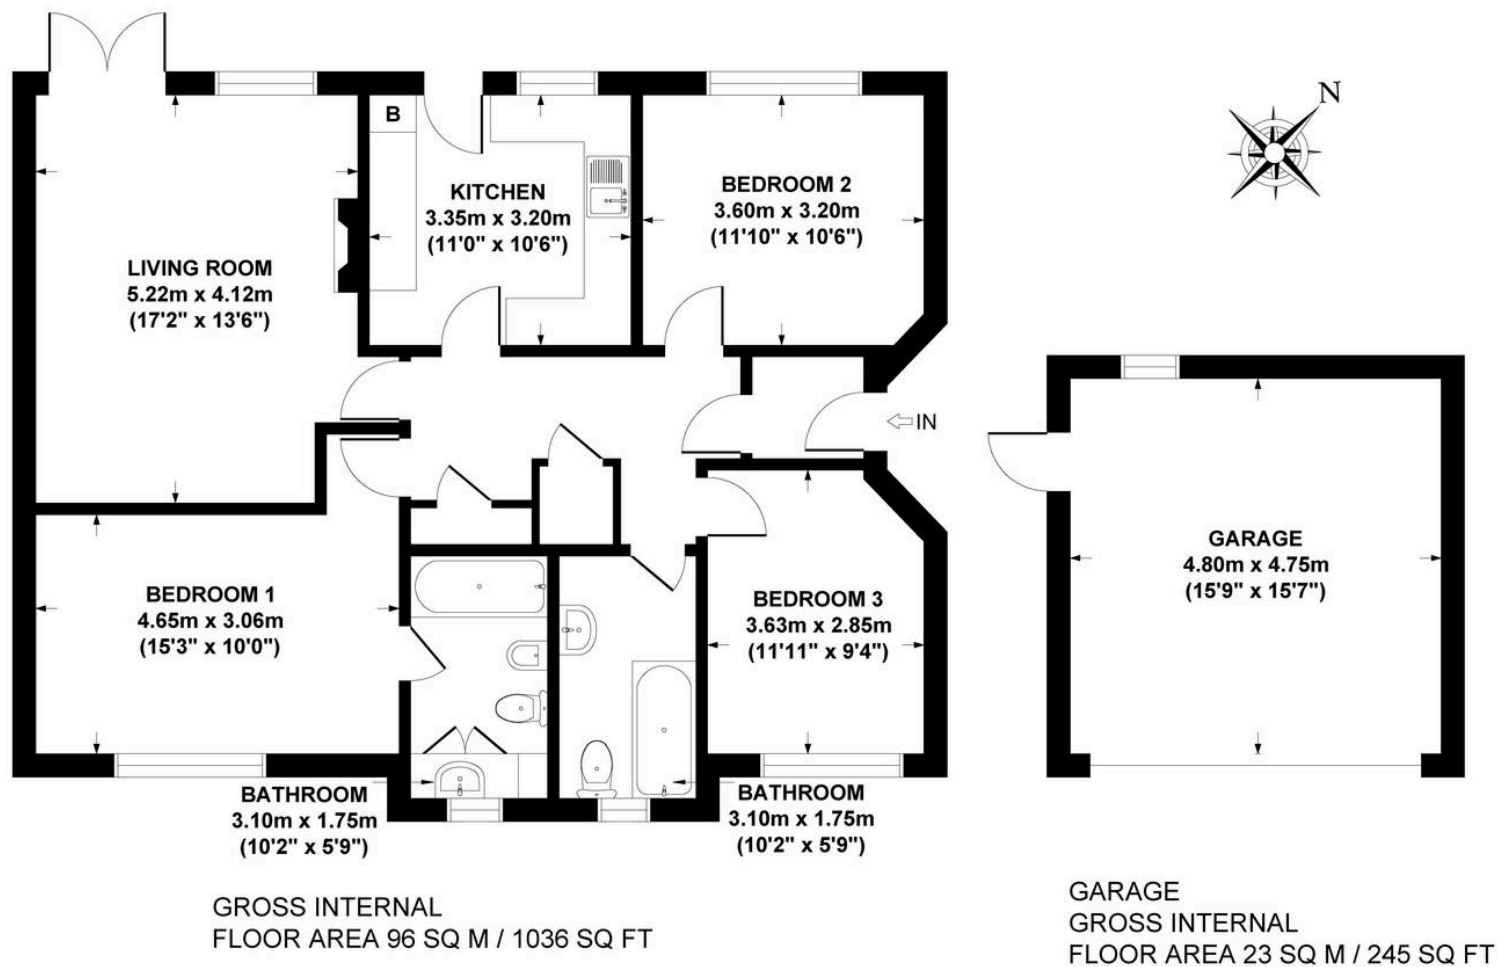 N
B
KITCHEN
3.35m x 3.20m
(11'0" x 10'6")
BEDROOM 2
3.60m x 3.20m
(11'10" x 10'6")
LIVING ROOM
5.22m x 4.12m
(17'2" x 13'6")
IN
GARAGE
4.80m x 4.75m
(15'9" x 15'7")
BEDROOM 1
4.65m x 3.06m
(15'3" x 10'0")
BEDROOM 3
3.63m x 2.85m
(11'11" x 9'4")
BATHROOM
3.10m x 1.75m
(10'2" x 5'9")
BATHROOM
3.10m x 1.75m
(10'2" x 5'9")
GROSS INTERNAL
FLOOR AREA 96 SQ M / 1036 SQ FT
GARAGE
GROSS INTERNAL
FLOOR AREA 23 SQ M / 245 SQ FT